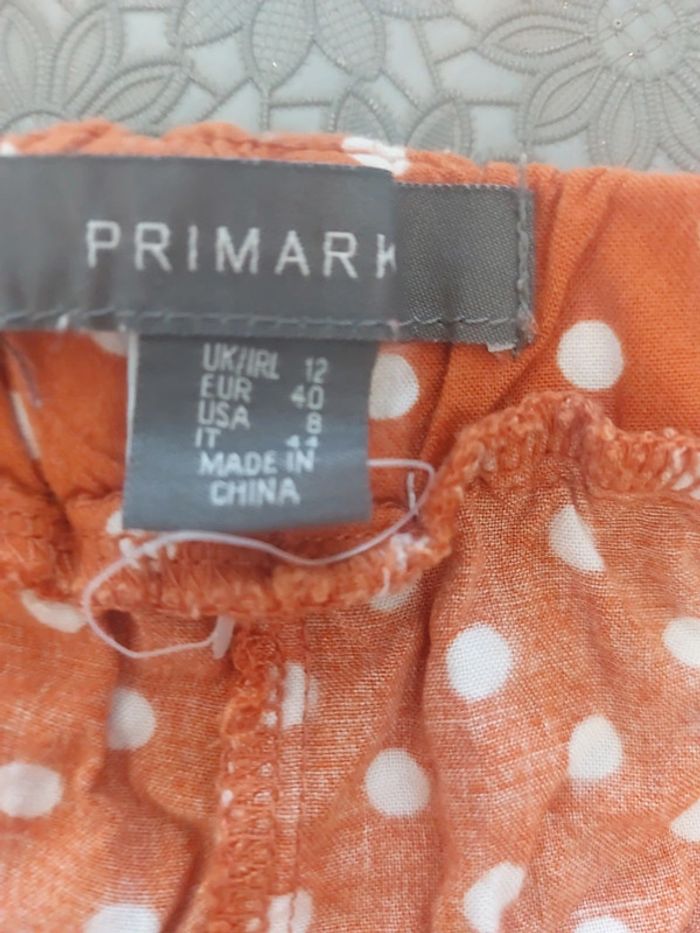 PRIMARK
UK/IRL 12
EUR 40
USA 8
IT 44
MADE IN
CHINA